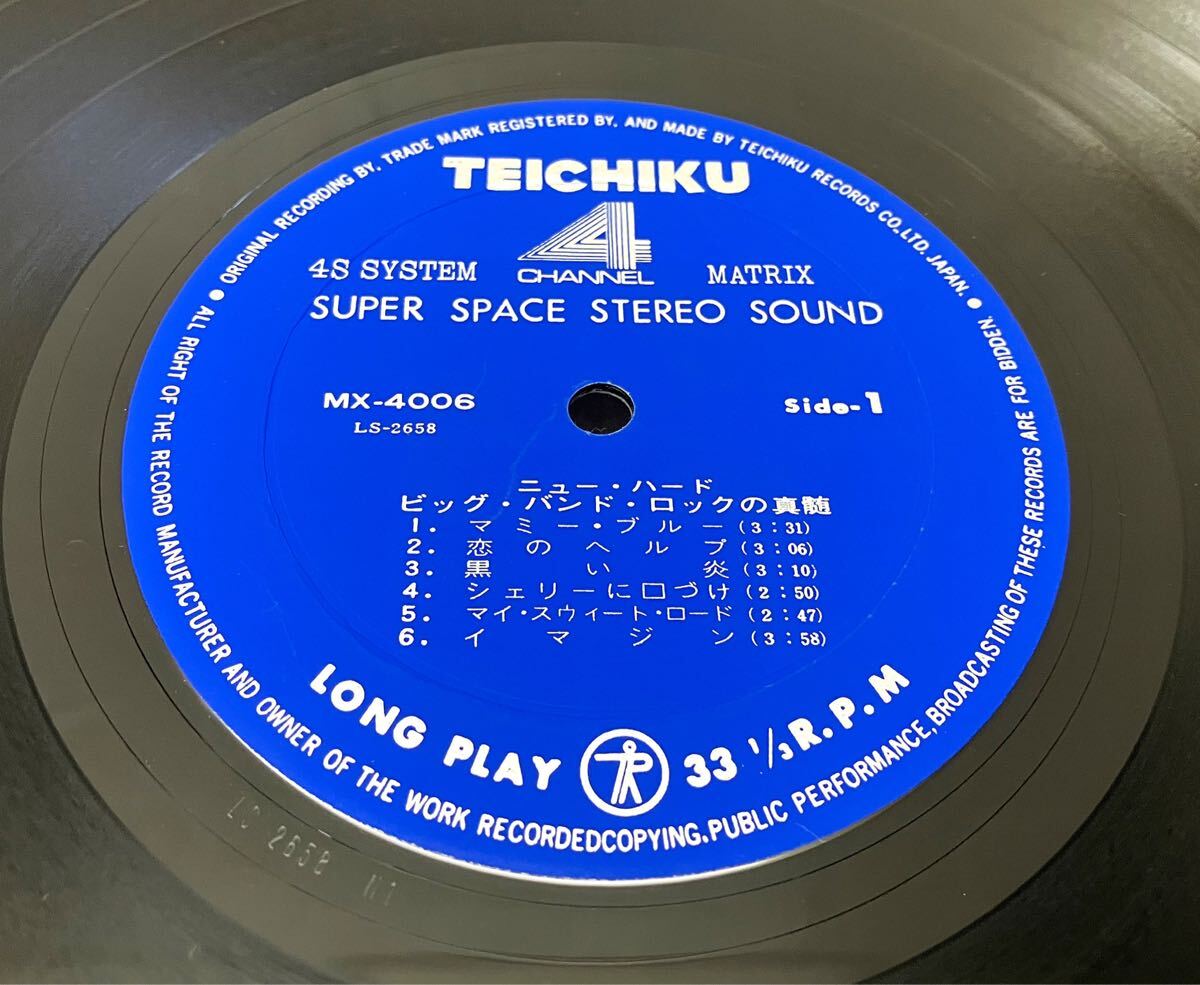 ORIGINAL RECORDING BY, TRADE MARK REGISTERED BY, AND MADE BY TEICHIKU RECORDS CO., LTD. JAPAN. ●
● ALL RIGHT OF THE RECORD MANUFACTURER AND OWNER OF THE WORK RECORDEDCOPYING, PUBLIC PERFORMANCE, BROADCASTING OF THESE RECORDS ARE FOR BIDDEN.
TEICHIKU
4
4S SYSTEM CHANNEL MATRIX
SUPER SPACE STEREO SOUND
MX-4006 Side-1
LS-2658
ニュー・ハード
ビッグ・バンド・ロックの真髄
1. マミー・ブルー (3:31)
2. 恋のヘルプ (3:06)
3. 黒い炎 (3:10)
4. シェリーに口づけ (2:50)
5. マイ・スウィート・ロード (2:47)
6. イマジン (3:58)
LONG PLAY 33 1/3 R.P.M
2658